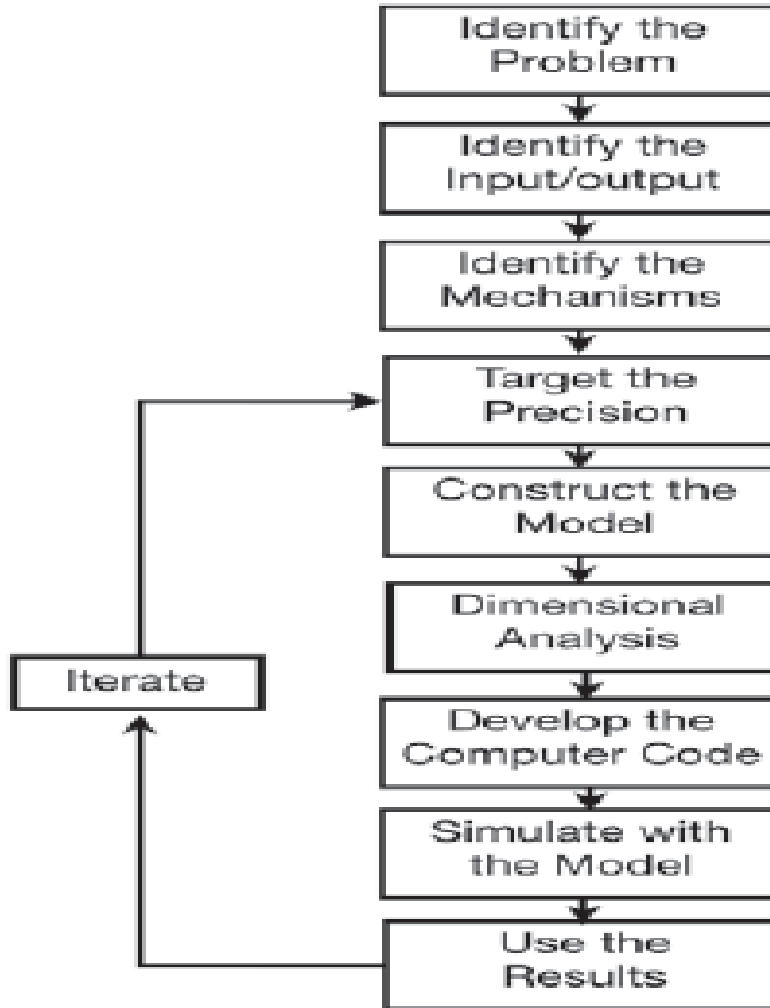 Identify the
Problem
Identify the
Input/output
Identify the
Mechanisms
Target the
Precision
Construct the
Model
Dimensional
Analysis
Iterate
Develop the
Computer Code
Simulate with
the Model
Use the
Results